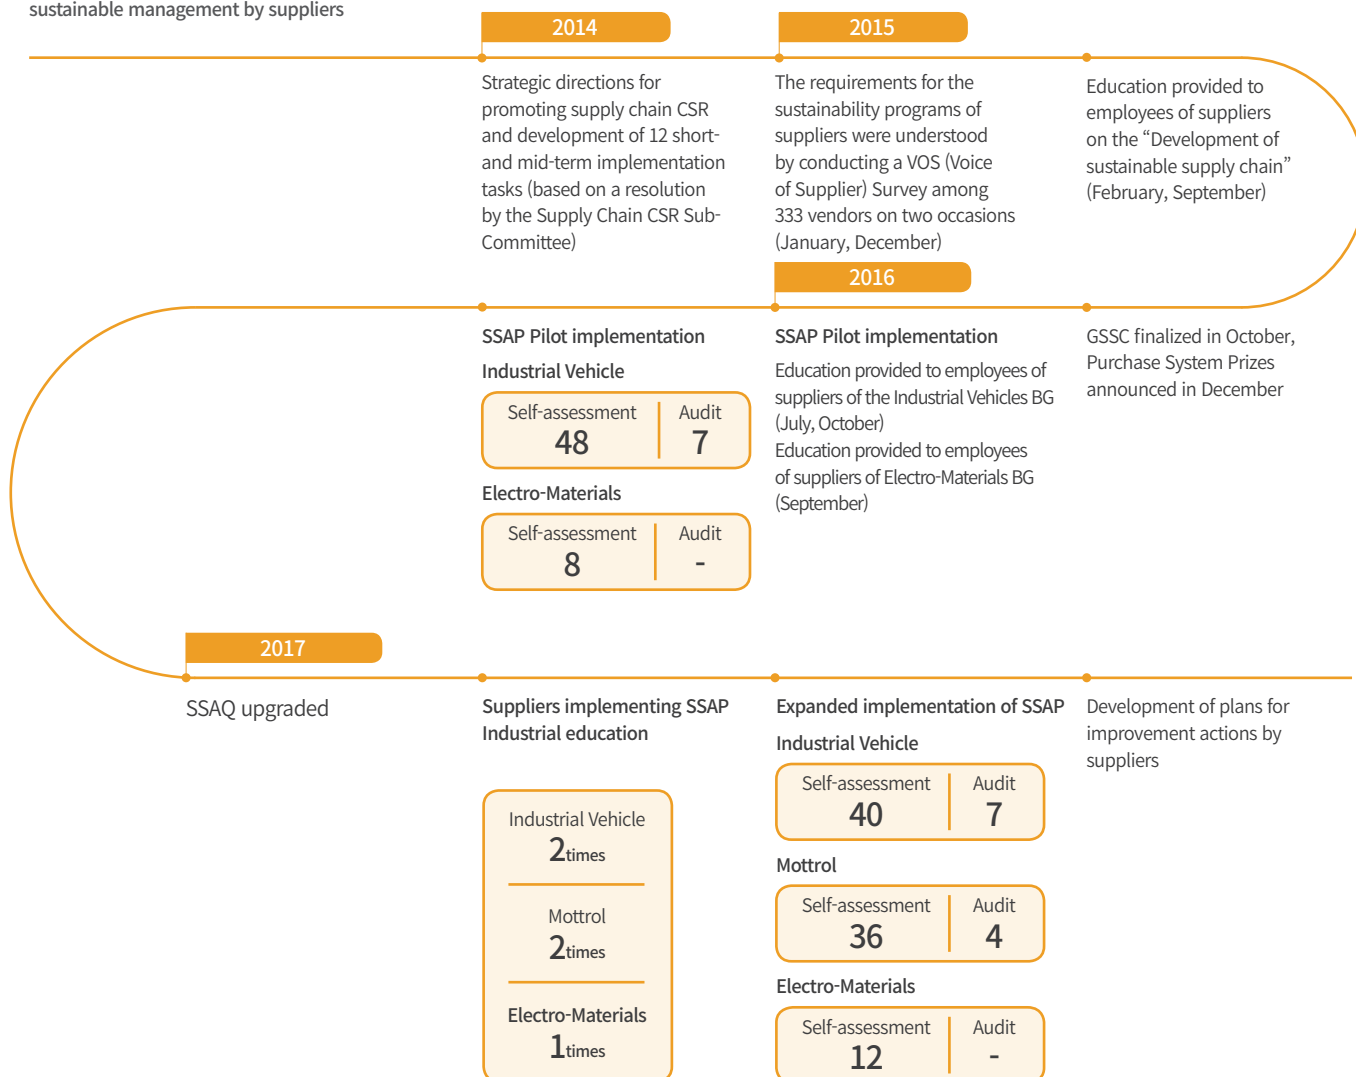 sustainable management by suppliers
2014
2015
Strategic directions for
promoting supply chain CSR
and development of 12 short-
and mid-term implementation
tasks (based on a resolution
by the Supply Chain CSR Sub-
Committee)
The requirements for the
sustainability programs of
suppliers were understood
by conducting a VOS (Voice
of Supplier) Survey among
333 vendors on two occasions
(January, December)
Education provided to
employees of suppliers
on the “Development of
sustainable supply chain”
(February, September)
2016
SSAP Pilot implementation
Industrial Vehicle
Self-assessment
48
Audit
7
Electro-Materials
Self-assessment
8
Audit
-
SSAP Pilot implementation
Education provided to employees of
suppliers of the Industrial Vehicles BG
(July, October)
Education provided to employees
of suppliers of Electro-Materials BG
(September)
GSSC finalized in October,
Purchase System Prizes
announced in December
2017
SSAQ upgraded
Suppliers implementing SSAP
Industrial education
Industrial Vehicle
2times
Mottrol
2times
Electro-Materials
1times
Expanded implementation of SSAP
Industrial Vehicle
Self-assessment
40
Audit
7
Mottrol
Self-assessment
36
Audit
4
Electro-Materials
Self-assessment
12
Audit
-
Development of plans for
improvement actions by
suppliers